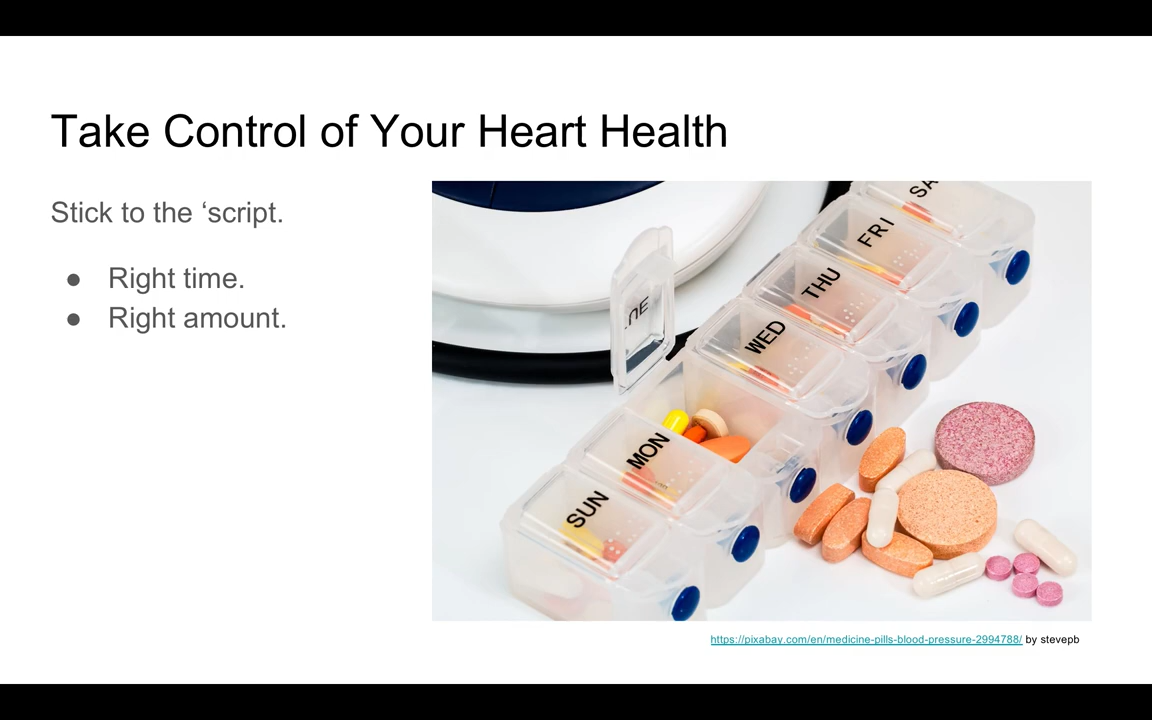 Take Control of Your Heart Health
Stick to the ‘script.
● Right time.
● Right amount.
SA
FRI
THU
WED
UE
MON
SUN
https://pixabay.com/en/medicine-pills-blood-pressure-2994788/ by stevepb